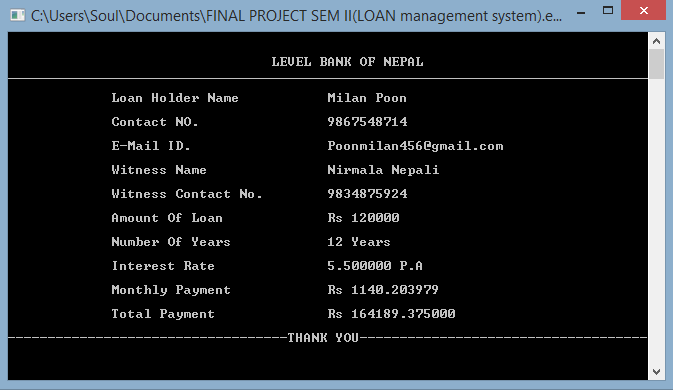 C:\Users\Soul\Documents\FINAL PROJECT SEM II(LOAN management system).e...
LEVEL BANK OF NEPAL
Loan Holder Name Milan Poon
Contact NO. 9867548714
E-Mail ID. Poonmilan456@gmail.com
Witness Name Nirmala Nepali
Witness Contact No. 9834875924
Amount Of Loan Rs 120000
Number Of Years 12 Years
Interest Rate 5.500000 P.A
Monthly Payment Rs 1140.203979
Total Payment Rs 164189.375000
-----------------------------------THANK YOU------------------------------------